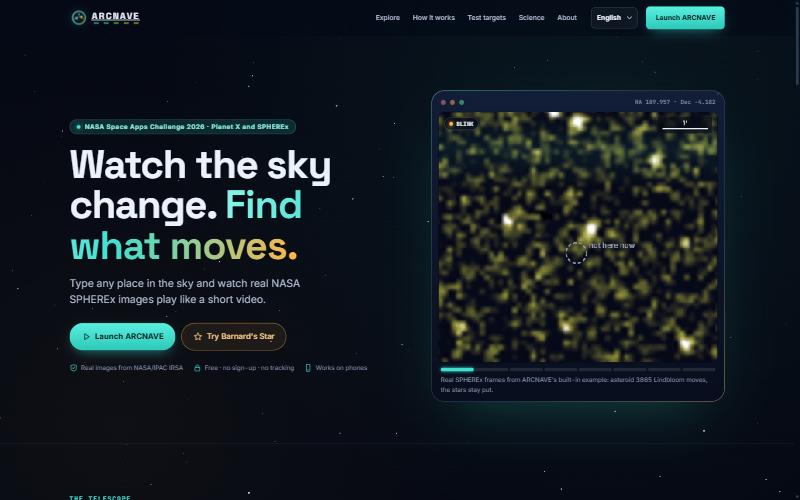 ARCNAVE
Explore How it works Test targets Science About English Launch ARCNAVE
NASA Space Apps Challenge 2026 · Planet X and SPHEREx
Watch the sky
change. Find
what moves.
Type any place in the sky and watch real NASA
SPHEREx images play like a short video.
Launch ARCNAVE Try Barnard's Star
Real images from NASA/IPAC IRSA Free · no sign-up · no tracking Works on phones
RA 189.957 · Dec -4.182
BLINK 1'
not here now
Real SPHEREx frames from ARCNAVE's built-in example: asteroid 3865 Lindbloom moves,
the stars stay put.
THE TELESCOPE